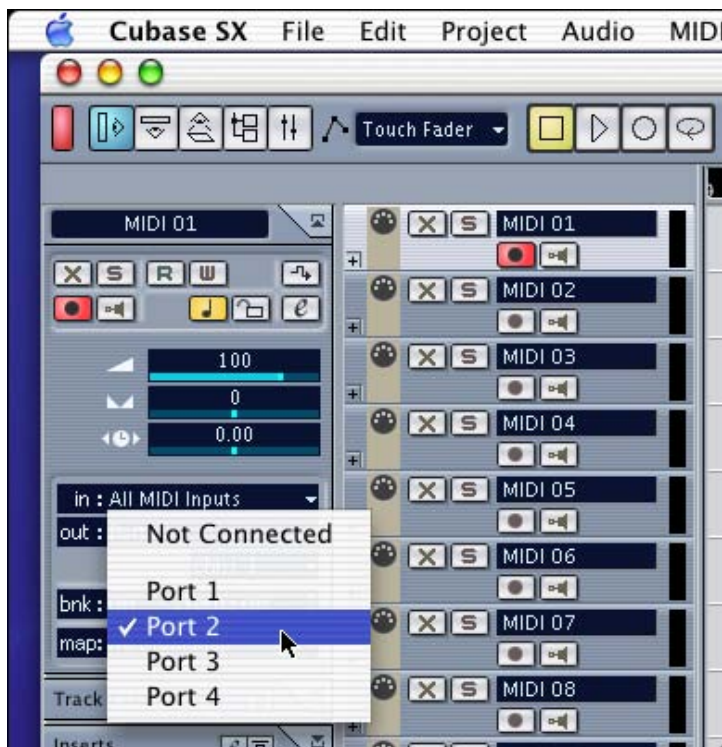 Cubase SX File Edit Project Audio MIDI
Touch Fader
MIDI 01
X S R W
e
100
0
0.00
in : All MIDI Inputs
out :
bnk :
map:
Not Connected
Port 1
✓ Port 2
Port 3
Port 4
Track
Inserts
X S MIDI 01
X S MIDI 02
X S MIDI 03
X S MIDI 04
X S MIDI 05
X S MIDI 06
X S MIDI 07
X S MIDI 08